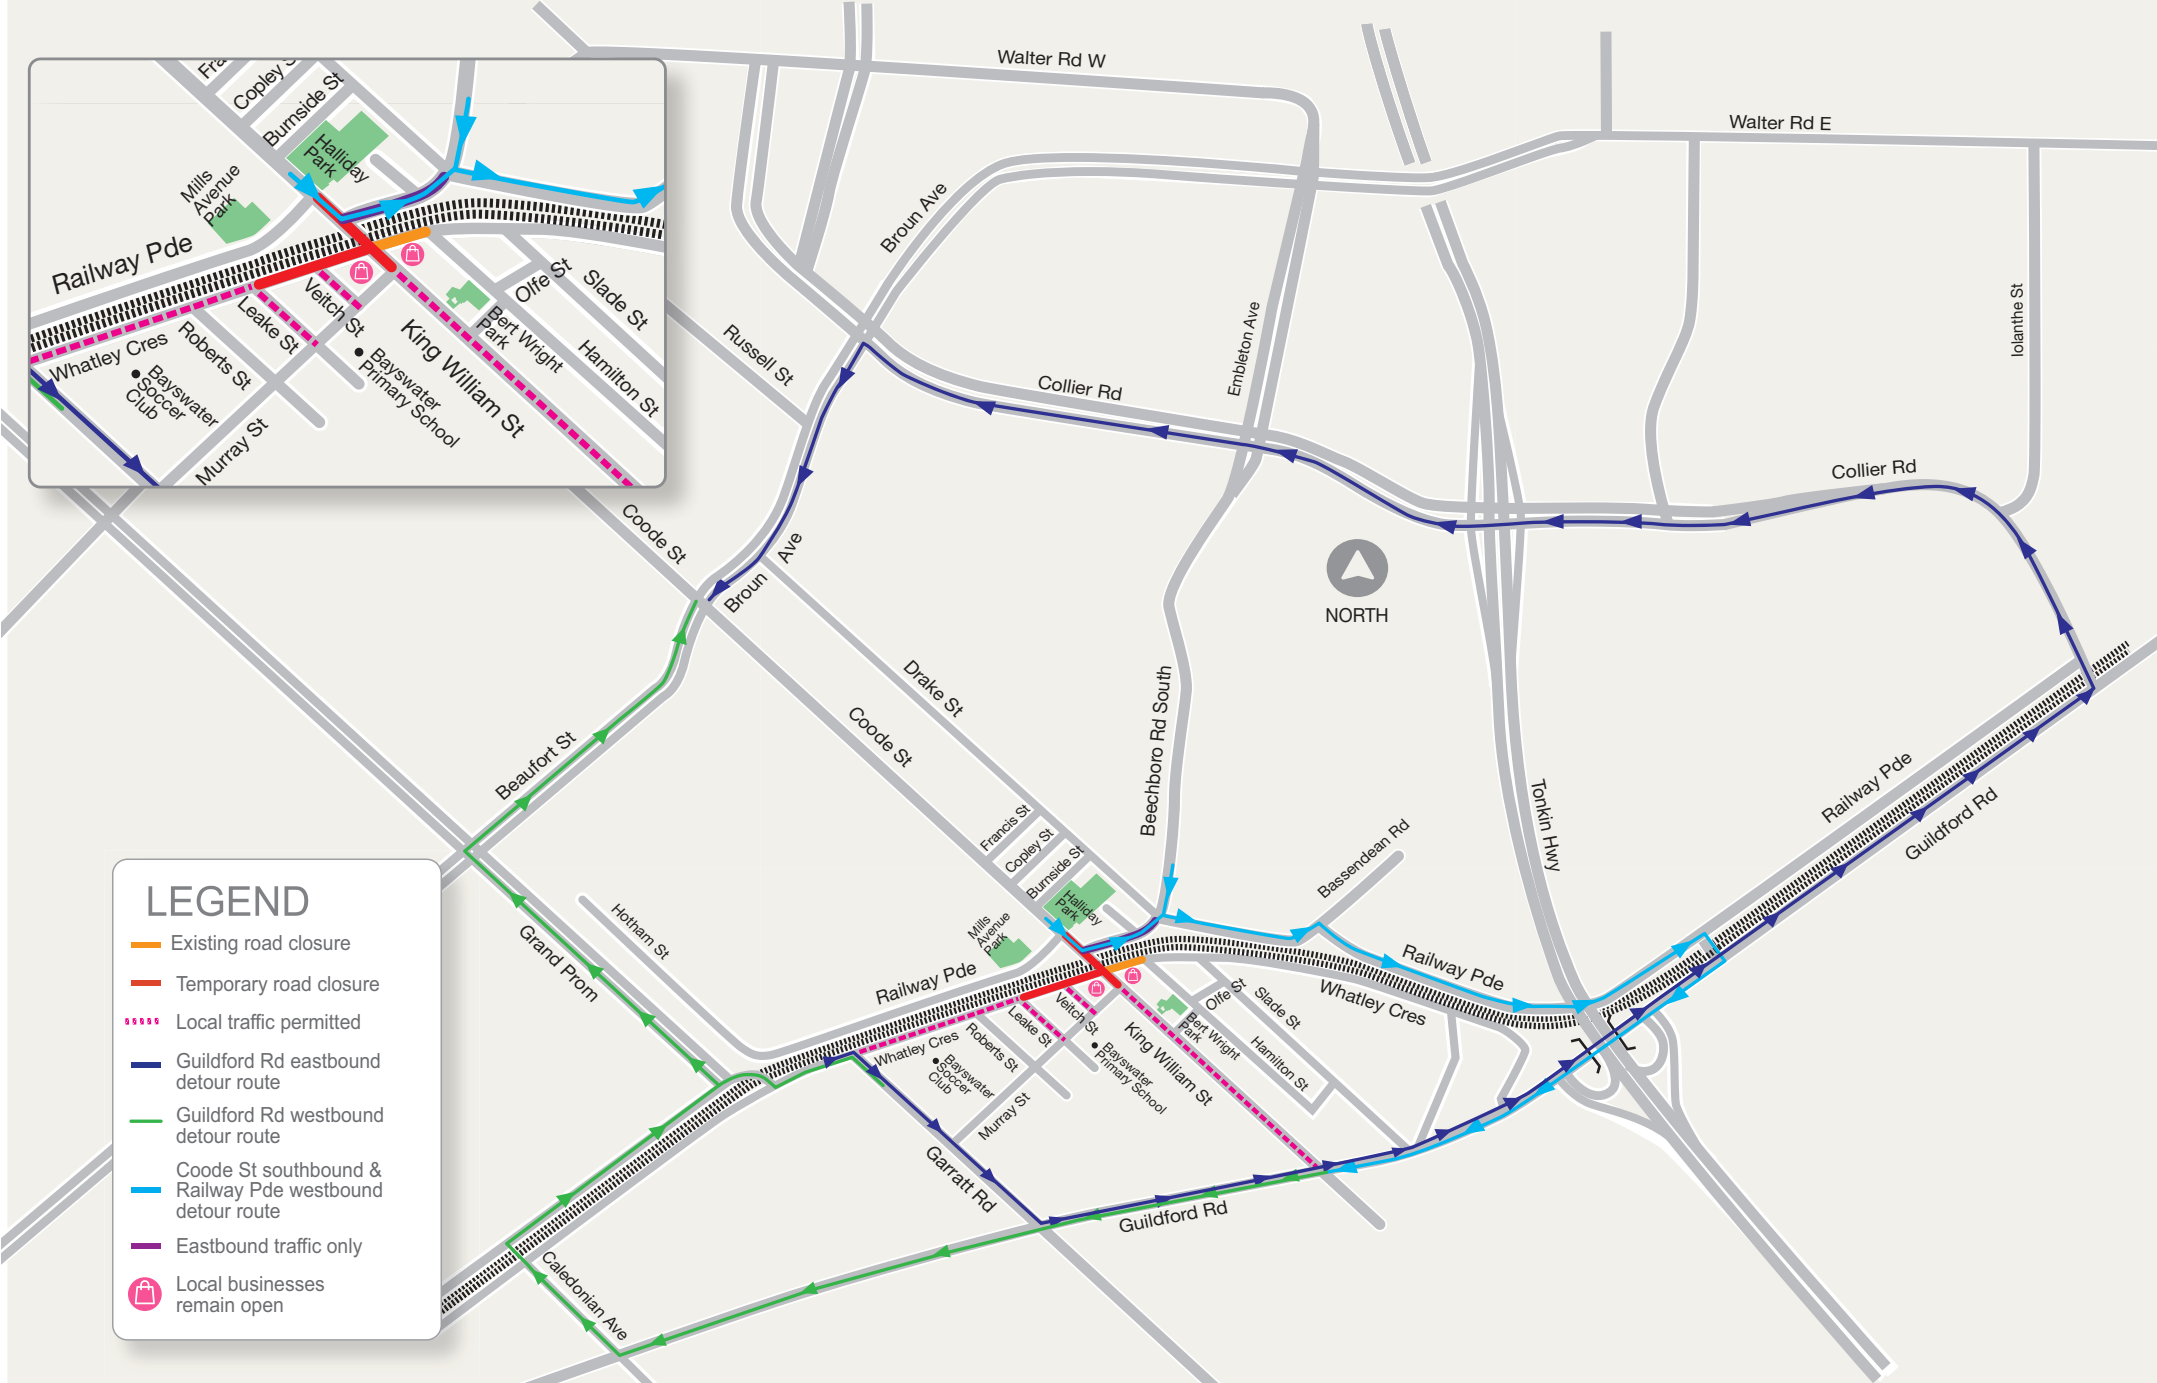 Walter Rd W
Walter Rd E
Broun Ave
Iolanthe St
Embleton Ave
Russell St
Collier Rd
Collier Rd
Fra
Copley S
Burnside St
Halliday
Park
Mills
Avenue
Park
Railway Pde
Olfe St
Slade St
Veitch St
Leake St
Roberts St
Whatley Cres
Bert Wright
Park
Hamilton St
King William St
Bayswater
Primary School
Bayswater
Soccer
Club
Murray St
Coode St
Broun Ave
NORTH
Drake St
Coode St
Beechboro Rd South
Beaufort St
Tonkin Hwy
Railway Pde
Guildford Rd
Francis St
Copley St
Burnside St
Bassendean Rd
Halliday
Park
Mills
Avenue
Park
Hotham St
Grand Prom
Railway Pde
Railway Pde
Whatley Cres
Olfe St
Slade St
Veitch St
Leake St
Roberts St
Whatley Cres
Bert Wright
Park
Hamilton St
King William St
Bayswater
Primary School
Bayswater
Soccer
Club
Murray St
Garratt Rd
Guildford Rd
Caledonian Ave
LEGEND
Existing road closure
Temporary road closure
Local traffic permitted
Guildford Rd eastbound
detour route
Guildford Rd westbound
detour route
Coode St southbound &
Railway Pde westbound
detour route
Eastbound traffic only
Local businesses
remain open